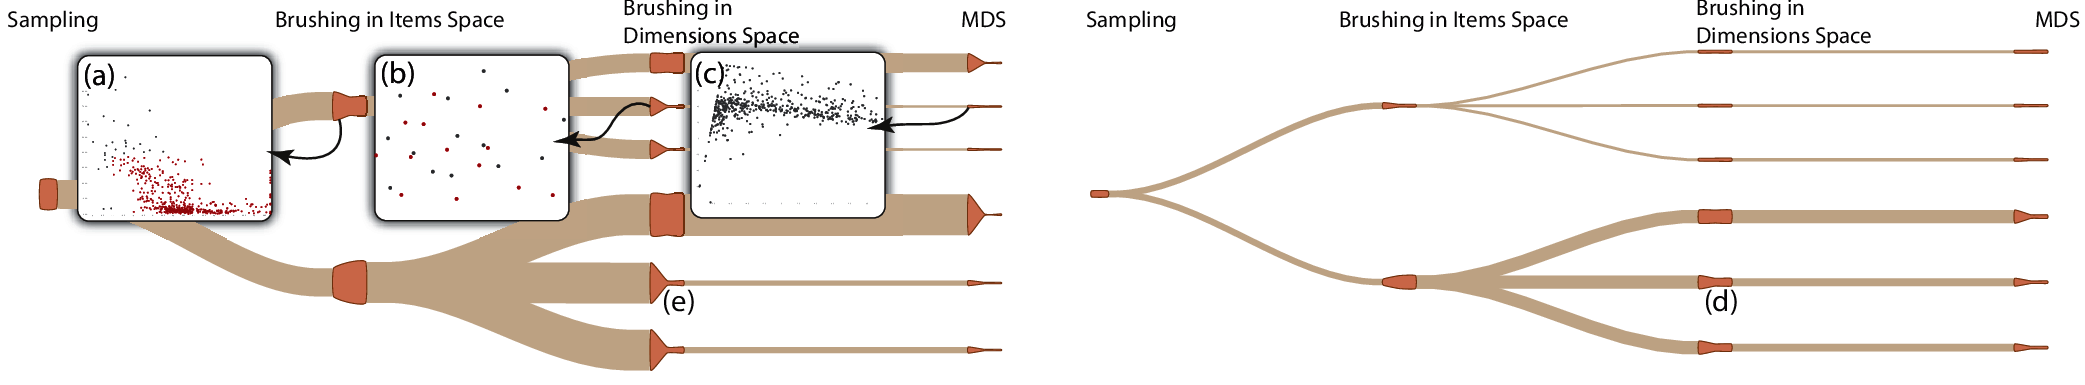 Sampling
Brushing in Items Space
Brushing in
Dimensions Space
MDS
(a)
(b)
(c)
(e)
Sampling
Brushing in Items Space
Brushing in
Dimensions Space
MDS
(d)